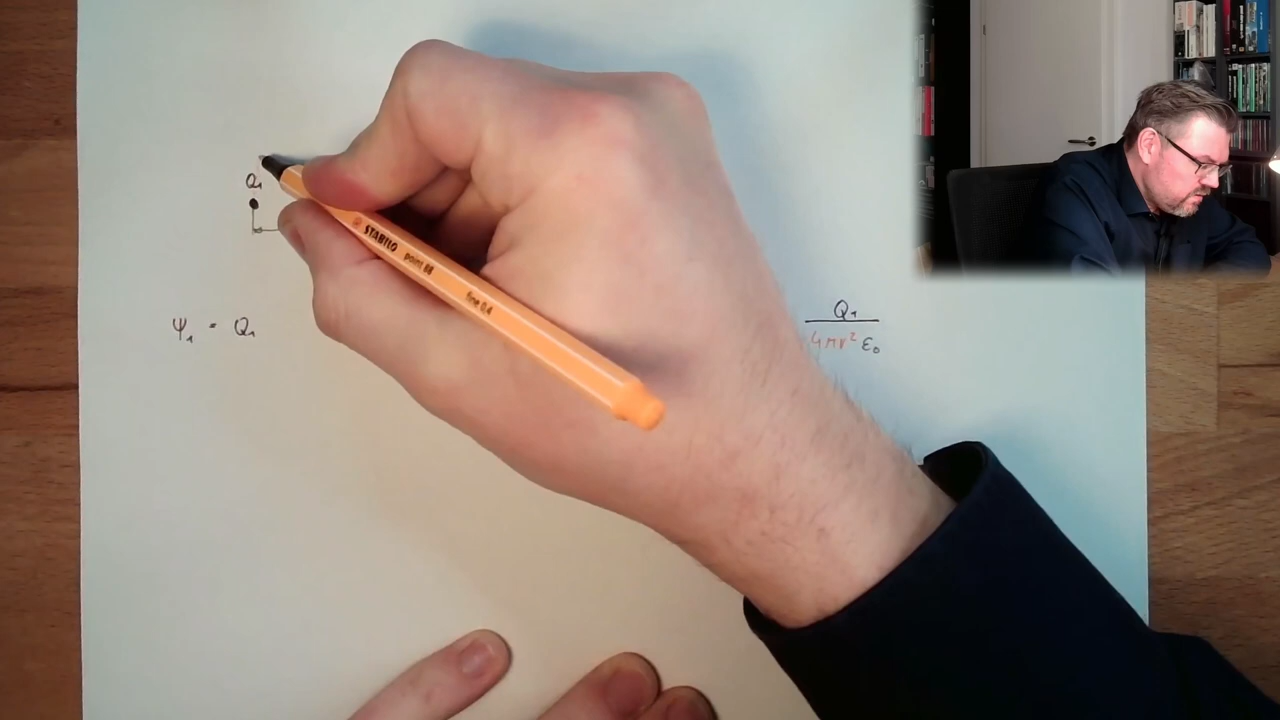 Q₁
STABILO point 88 fine 0.4
ψ₁ = Q₁
Q₁
4πr² ε₀